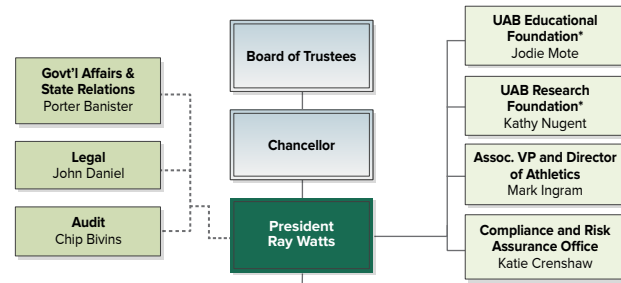 Board of Trustees
Chancellor
President
Ray Watts
Gov't'l Affairs &
State Relations
Porter Banister
Legal
John Daniel
Audit
Chip Bivins
UAB Educational
Foundation*
Jodie Mote
UAB Research
Foundation*
Kathy Nugent
Assoc. VP and Director
of Athletics
Mark Ingram
Compliance and Risk
Assurance Office
Katie Crenshaw